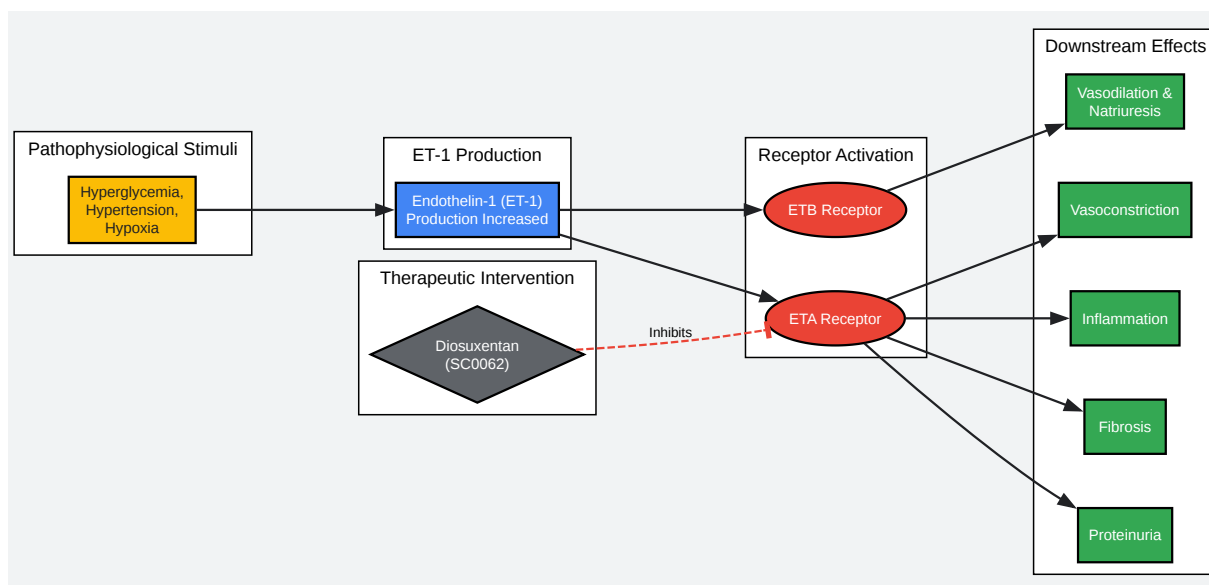 Pathophysiological Stimuli
Hyperglycemia,
Hypertension,
Hypoxia
ET-1 Production
Endothelin-1 (ET-1)
Production Increased
Therapeutic Intervention
Diosuxentan
(SC0062)
Inhibits
Receptor Activation
ETB Receptor
ETA Receptor
Downstream Effects
Vasodilation &
Natriuresis
Vasoconstriction
Inflammation
Fibrosis
Proteinuria